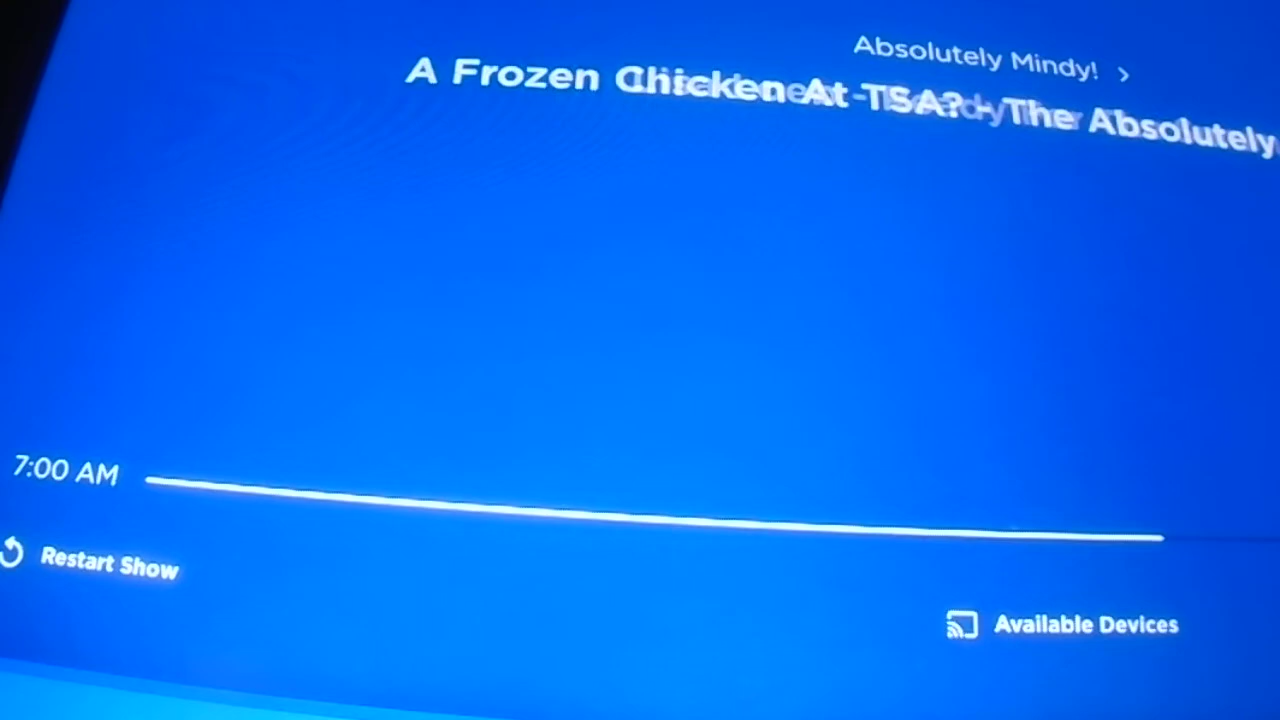 Absolutely Mindy! >
A Frozen Chicken At TSA? - The Absolutely
7:00 AM
Restart Show
Available Devices